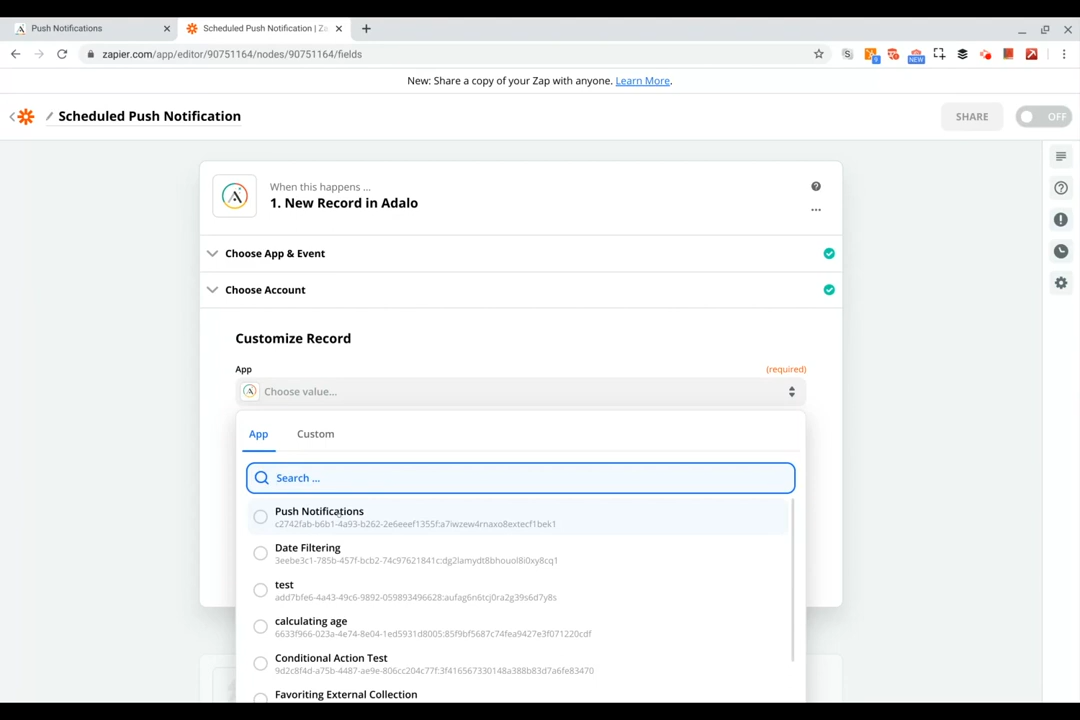 Push Notifications
Scheduled Push Notification | Za
zapier.com/app/editor/90751164/nodes/90751164/fields
9
NEW
New: Share a copy of your Zap with anyone. Learn More.
Scheduled Push Notification
SHARE
OFF
When this happens ...
1. New Record in Adalo
Choose App & Event
Choose Account
Customize Record
App
(required)
Choose value...
App
Custom
Search ...
Push Notifications
c2742fab-b6b1-4a93-b262-2e6eeef1355f:a7iwzew4rnaxo8extecf1bek1
Date Filtering
3eebe3c1-785b-457f-bcb2-74c97621841c:dg2lamydt8bhouol8i0xy8cq1
test
add7bfe6-4a43-49c6-9892-059893496628:aufag6n6tcj0ra2g39s6d7y8s
calculating age
6633f966-023a-4e74-8e04-1ed5931d8005:85f9bf5687c74fea9427e3f071220cdf
Conditional Action Test
9d2c8f4d-a75b-4487-ae9e-806cc204c77f:3f416567330148a388b83d7a6fe83470
Favoriting External Collection